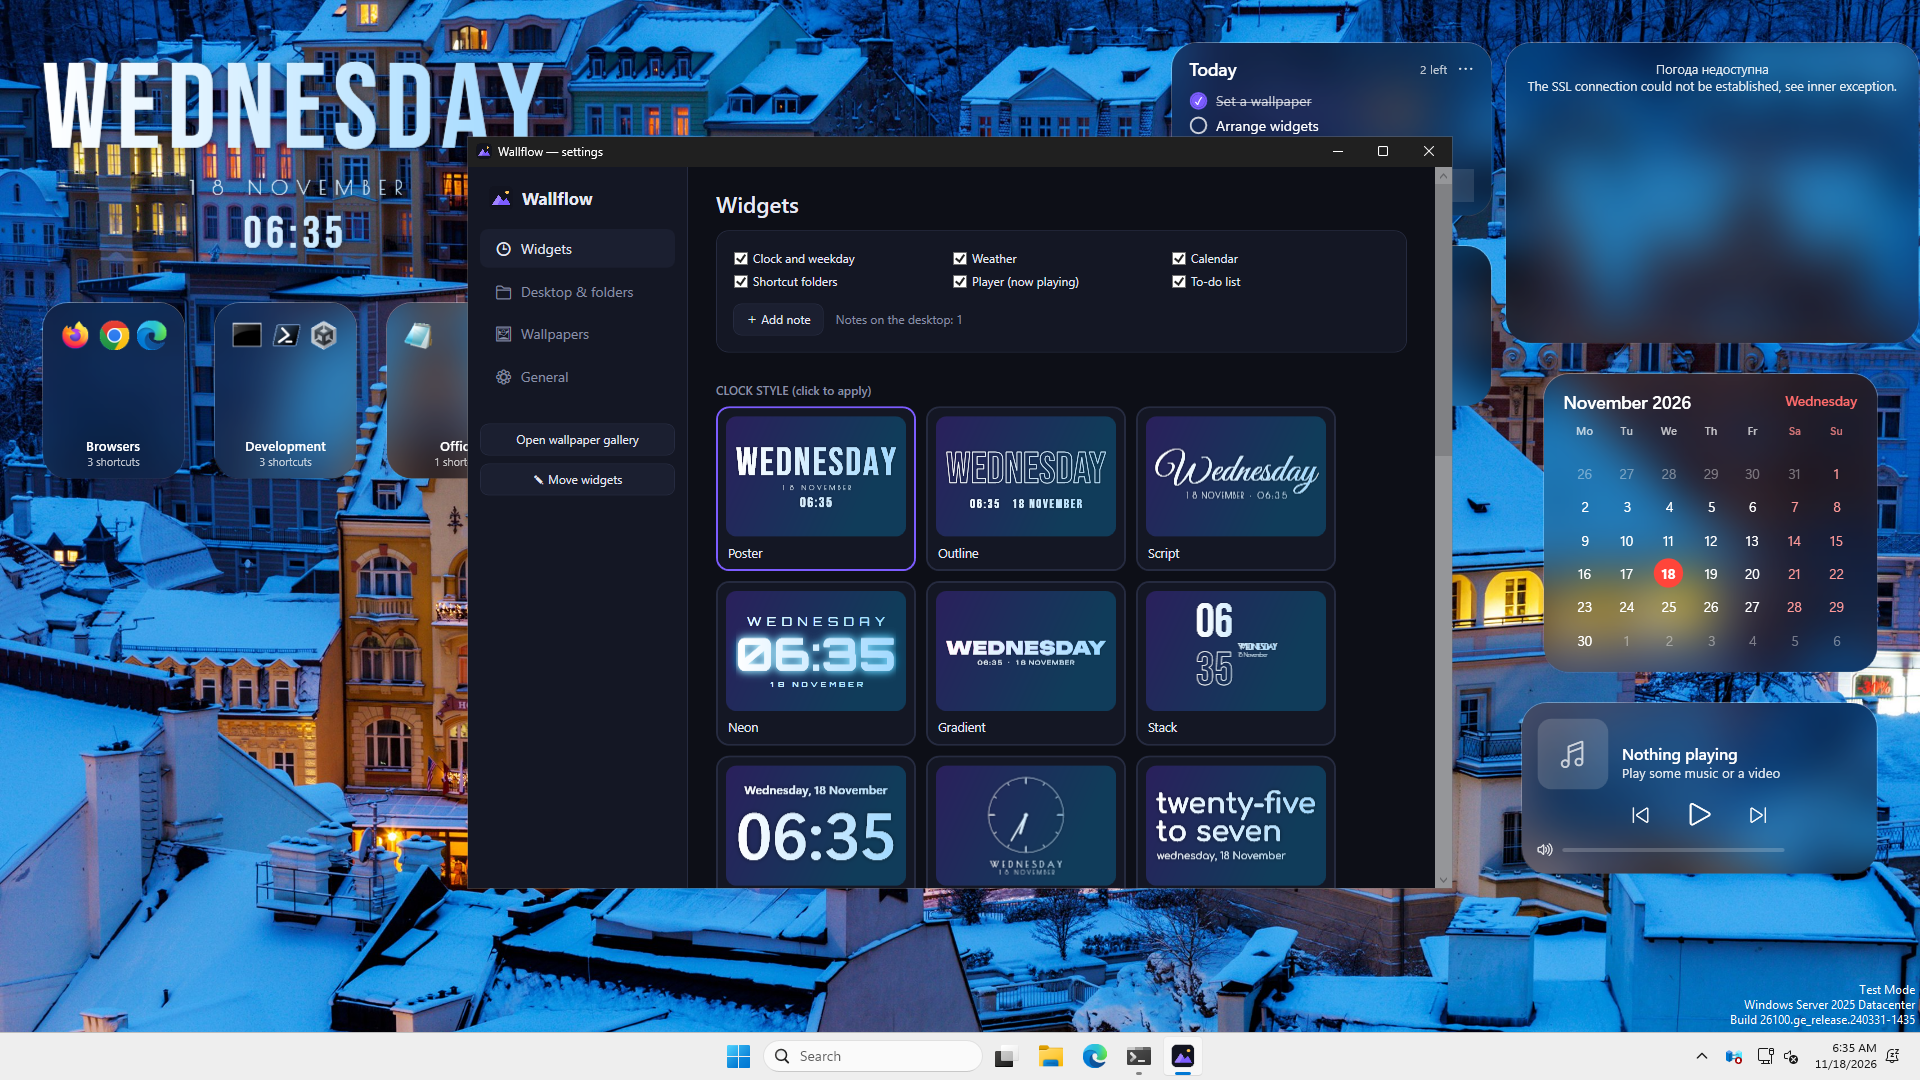 WEDNESDAY
18 NOVEMBER
06:35
Browsers
3 shortcuts
Development
3 shortcuts
Today
2 left
Set a wallpaper
Arrange widgets
Погода недоступна
The SSL connection could not be established, see inner exception.
Wallflow — settings
Wallflow
Widgets
Desktop & folders
Wallpapers
General
Open wallpaper gallery
Move widgets
Widgets
Clock and weekday
Weather
Calendar
Shortcut folders
Player (now playing)
To-do list
+ Add note
Notes on the desktop: 1
CLOCK STYLE (click to apply)
WEDNESDAY
18 NOVEMBER
06:35
Poster
WEDNESDAY
06:35 18 NOVEMBER
Outline
Wednesday
18 NOVEMBER · 06:35
Script
WEDNESDAY
06:35
18 NOVEMBER
Neon
WEDNESDAY
06:35 · 18 NOVEMBER
Gradient
06
35
WEDNESDAY
18 November
Stack
Wednesday, 18 November
06:35
WEDNESDAY
18 NOVEMBER
twenty-five
to seven
wednesday, 18 November
November 2026
Wednesday
Mo Tu We Th Fr Sa Su
26 27 28 29 30 31 1
2 3 4 5 6 7 8
9 10 11 12 13 14 15
16 17 18 19 20 21 22
23 24 25 26 27 28 29
30 1 2 3 4 5 6
Nothing playing
Play some music or a video
Test Mode
Windows Server 2025 Datacenter
Build 26100.ge_release.240331-1435
Search
6:35 AM
11/18/2026